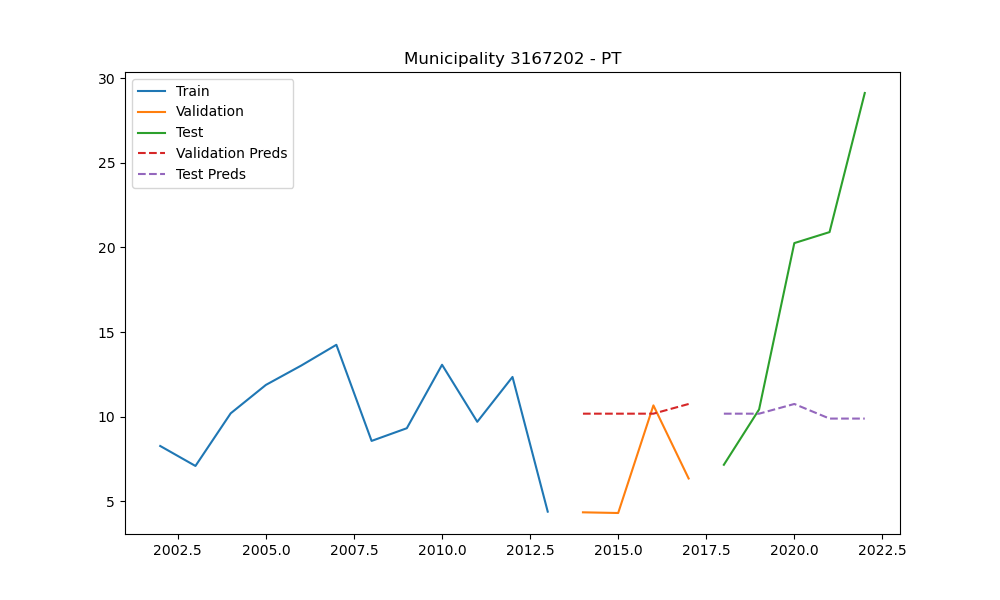 Municipality 3167202 - PT
30
25
20
15
10
5
Train
Validation
Test
Validation Preds
Test Preds
2002.5 2005.0 2007.5 2010.0 2012.5 2015.0 2017.5 2020.0 2022.5